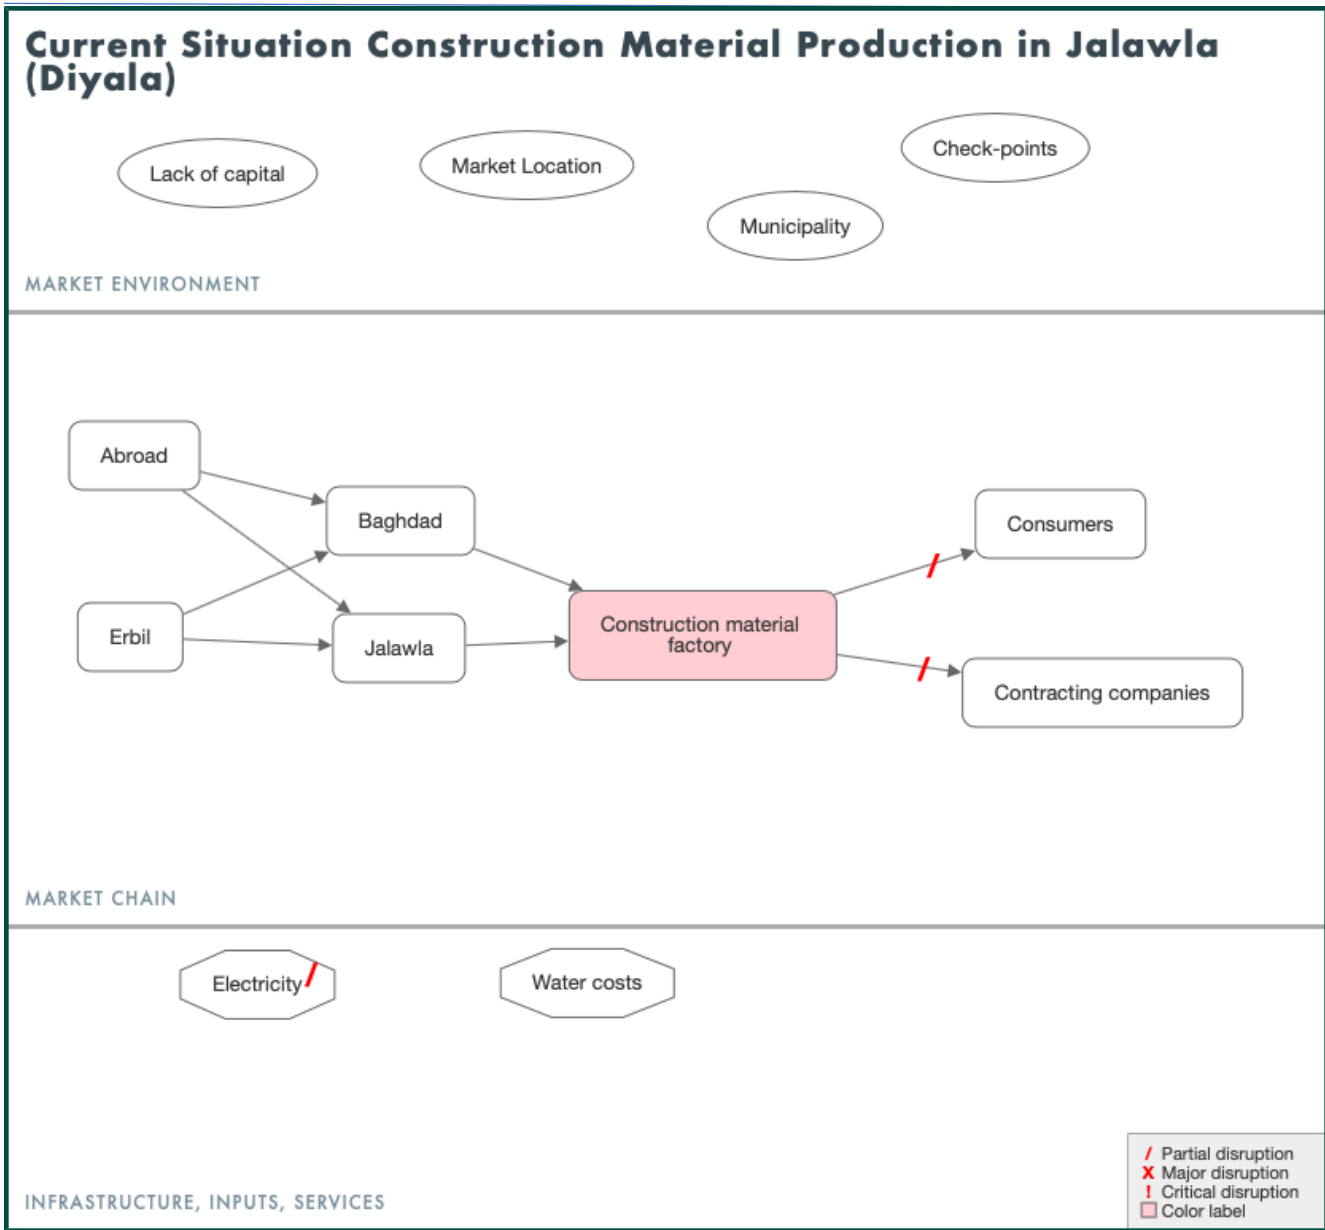 Current Situation Construction Material Production in Jalawla
(Diyala)
Lack of capital
Market Location
Check-points
Municipality
MARKET ENVIRONMENT
Abroad
Baghdad
Consumers
Erbil
Jalawla
Construction material
factory
Contracting companies
MARKET CHAIN
Electricity
Water costs
/ Partial disruption
X Major disruption
! Critical disruption
Color label
INFRASTRUCTURE, INPUTS, SERVICES